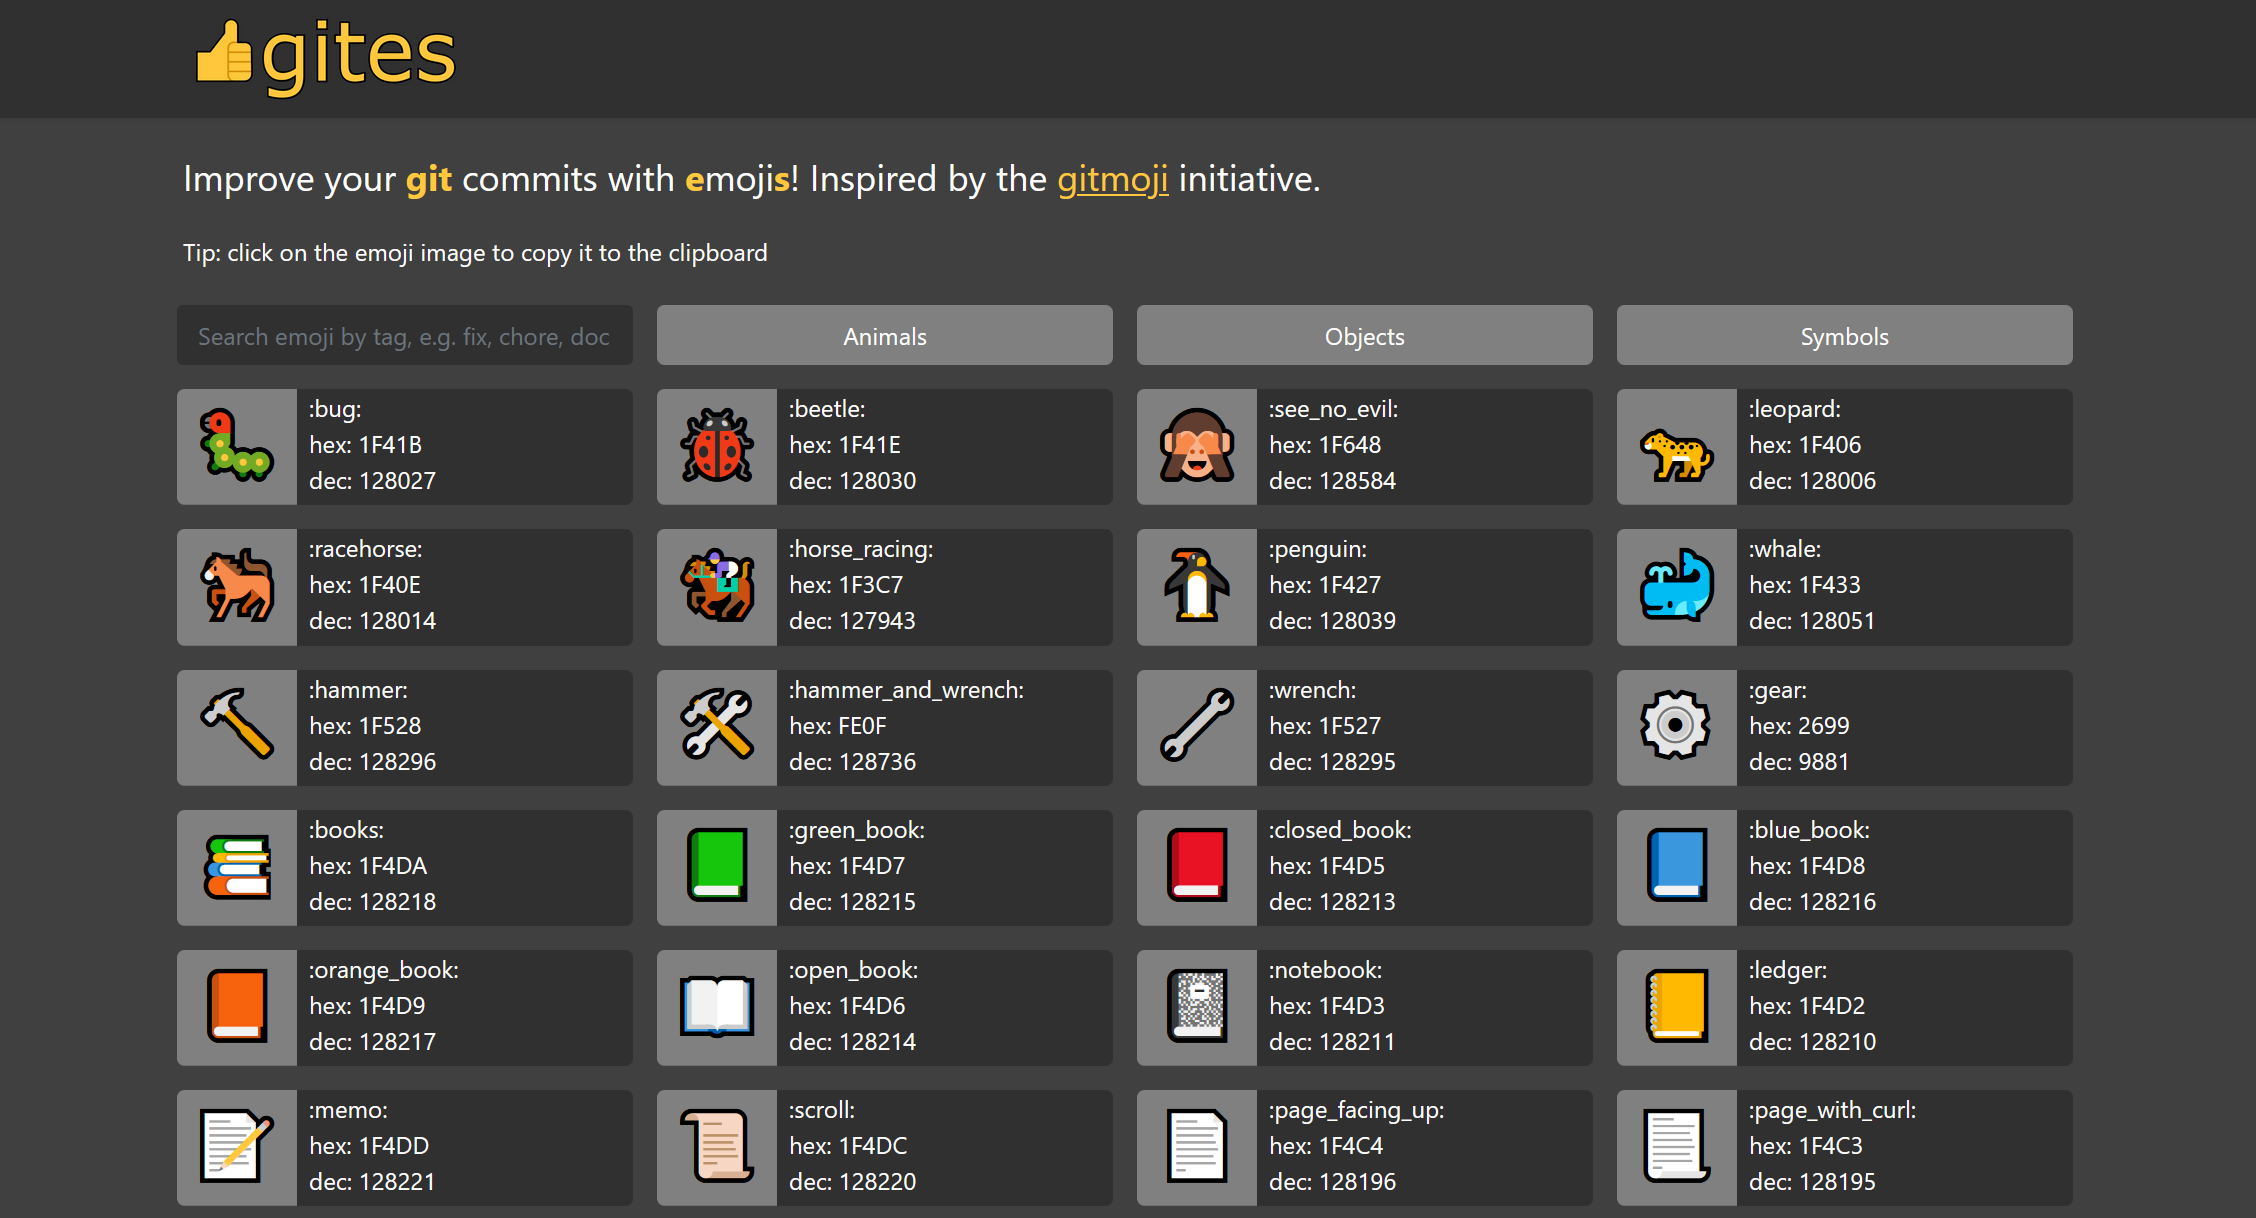 gites
Improve your git commits with emojis! Inspired by the gitmoji initiative.
Tip: click on the emoji image to copy it to the clipboard
Search emoji by tag, e.g. fix, chore, doc
Animals
Objects
Symbols
:bug:
hex: 1F41B
dec: 128027
:beetle:
hex: 1F41E
dec: 128030
:see_no_evil:
hex: 1F648
dec: 128584
:leopard:
hex: 1F406
dec: 128006
:racehorse:
hex: 1F40E
dec: 128014
:horse_racing:
hex: 1F3C7
dec: 127943
:penguin:
hex: 1F427
dec: 128039
:whale:
hex: 1F433
dec: 128051
:hammer:
hex: 1F528
dec: 128296
:hammer_and_wrench:
hex: FE0F
dec: 128736
:wrench:
hex: 1F527
dec: 128295
:gear:
hex: 2699
dec: 9881
:books:
hex: 1F4DA
dec: 128218
:green_book:
hex: 1F4D7
dec: 128215
:closed_book:
hex: 1F4D5
dec: 128213
:blue_book:
hex: 1F4D8
dec: 128216
:orange_book:
hex: 1F4D9
dec: 128217
:open_book:
hex: 1F4D6
dec: 128214
:notebook:
hex: 1F4D3
dec: 128211
:ledger:
hex: 1F4D2
dec: 128210
:memo:
hex: 1F4DD
dec: 128221
:scroll:
hex: 1F4DC
dec: 128220
:page_facing_up:
hex: 1F4C4
dec: 128196
:page_with_curl:
hex: 1F4C3
dec: 128195